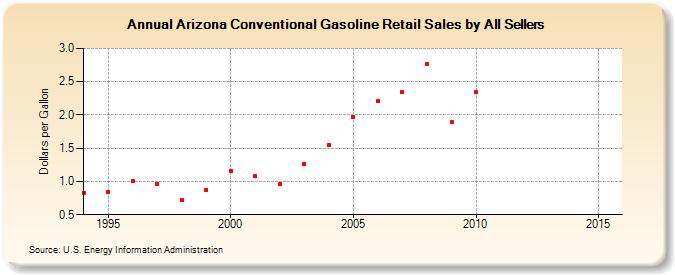 Annual Arizona Conventional Gasoline Retail Sales by All Sellers
Dollars per Gallon
3.0
2.5
2.0
1.5
1.0
0.5
1995 2000 2005 2010 2015
Source: U.S. Energy Information Administration